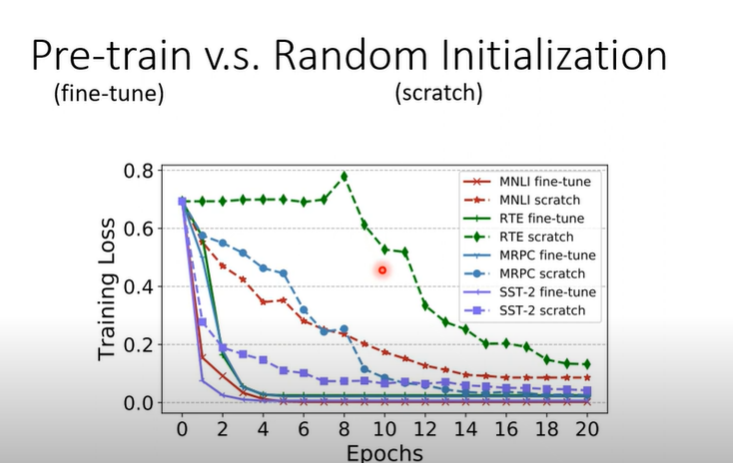 Pre-train v.s. Random Initialization
(fine-tune) (scratch)
0.8
0.6
0.4
0.2
0.0
Training Loss
MNLI fine-tune
MNLI scratch
RTE fine-tune
RTE scratch
MRPC fine-tune
MRPC scratch
SST-2 fine-tune
SST-2 scratch
0 2 4 6 8 10 12 14 16 18 20
Epochs